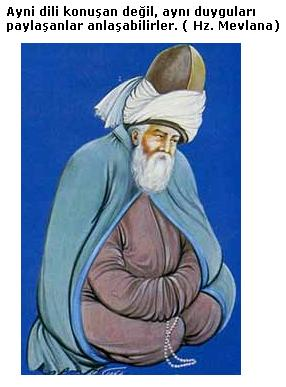 Ayni dili konuşan değil, aynı duyguları
paylaşanlar anlaşabilirler. ( Hz. Mevlana)